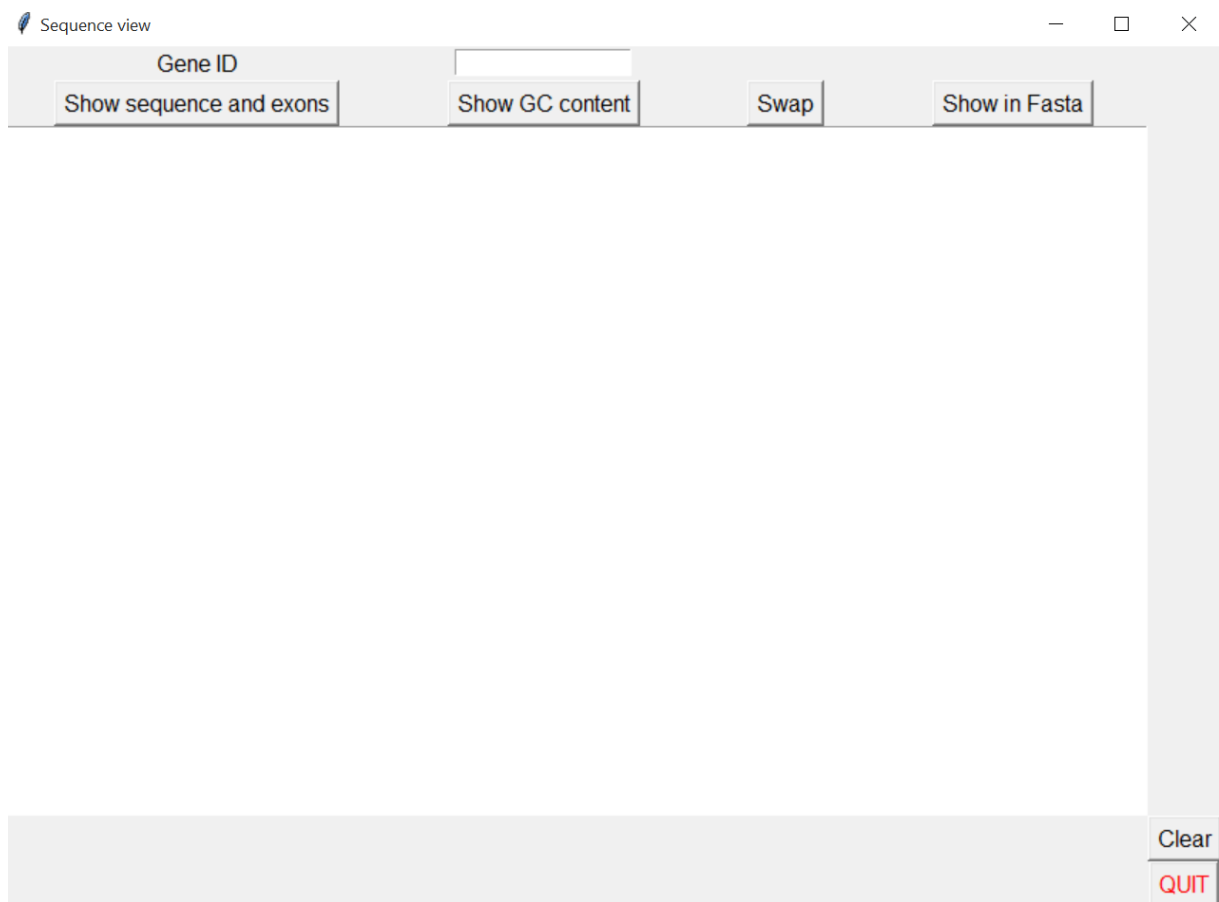 Sequence view
Gene ID
Show sequence and exons Show GC content Swap Show in Fasta
Clear
QUIT